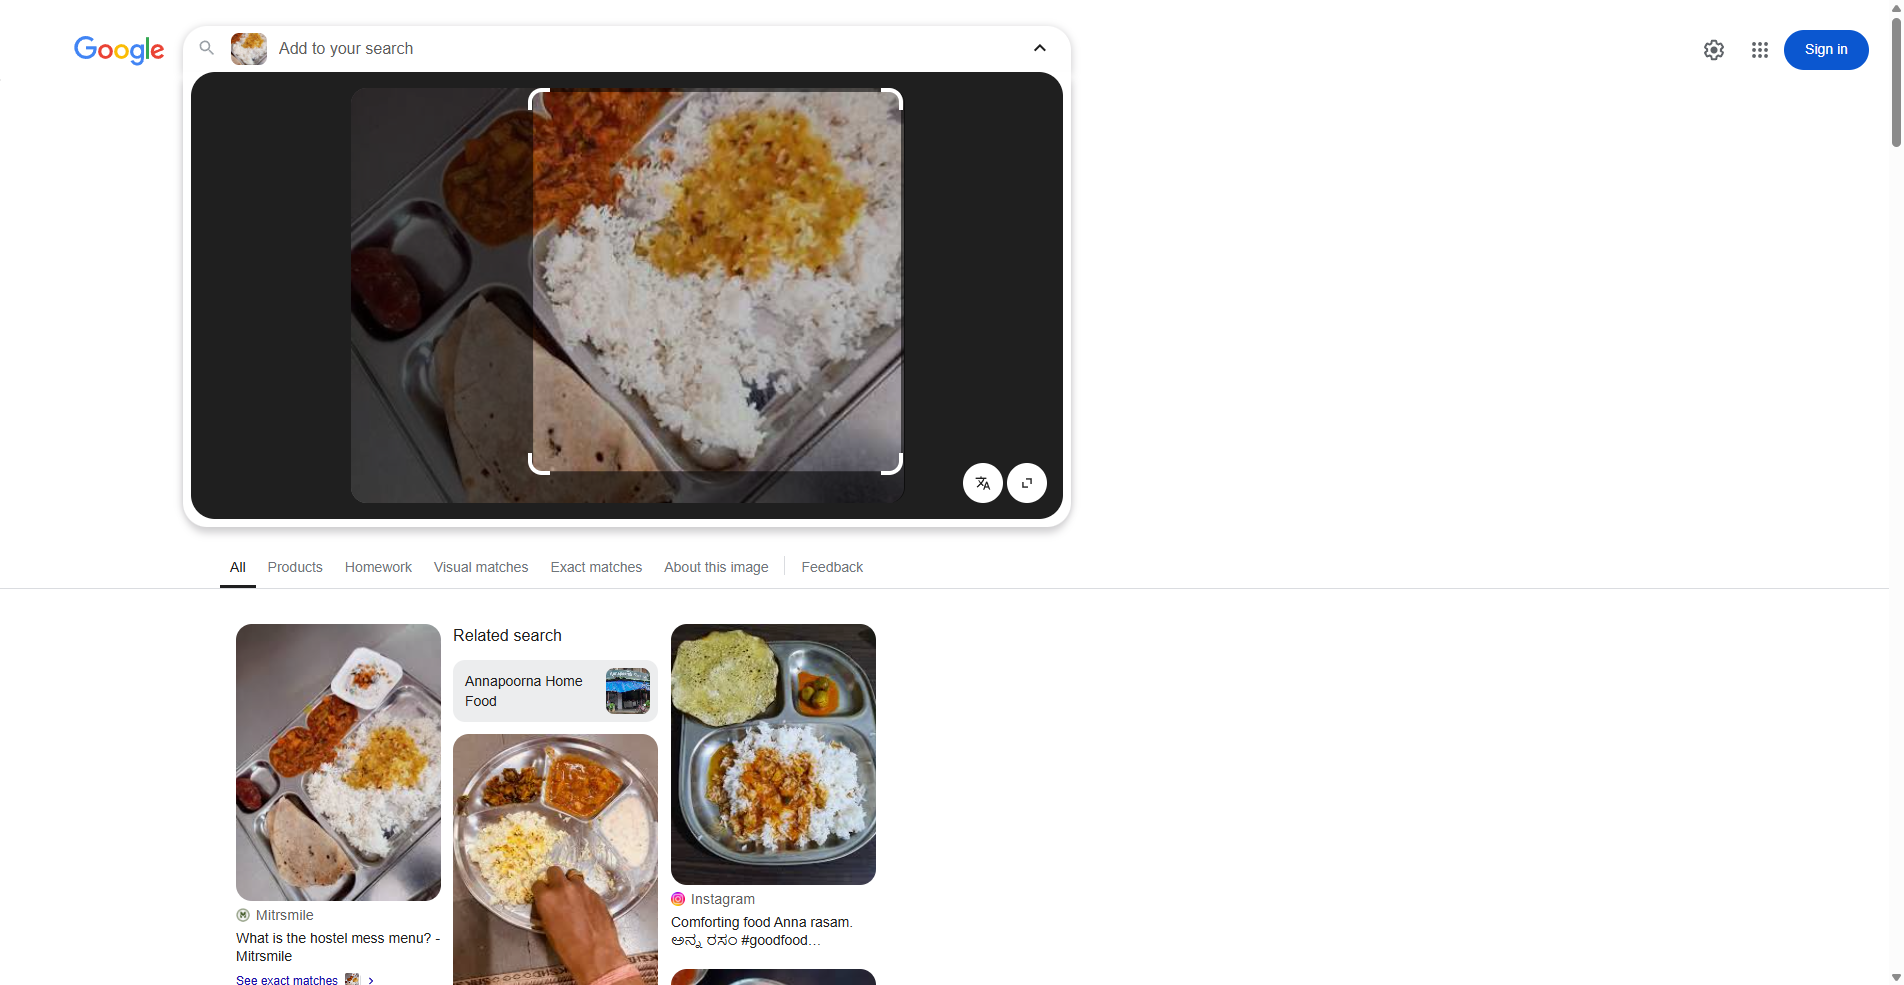 Google
Add to your search
Sign in
All
Products
Homework
Visual matches
Exact matches
About this image
Feedback
Mitrsmile
What is the hostel mess menu? -
Mitrsmile
See exact matches
Related search
Annapoorna Home
Food
Instagram
Comforting food Anna rasam.
ಅನ್ನ ರಸಂ #goodfood…